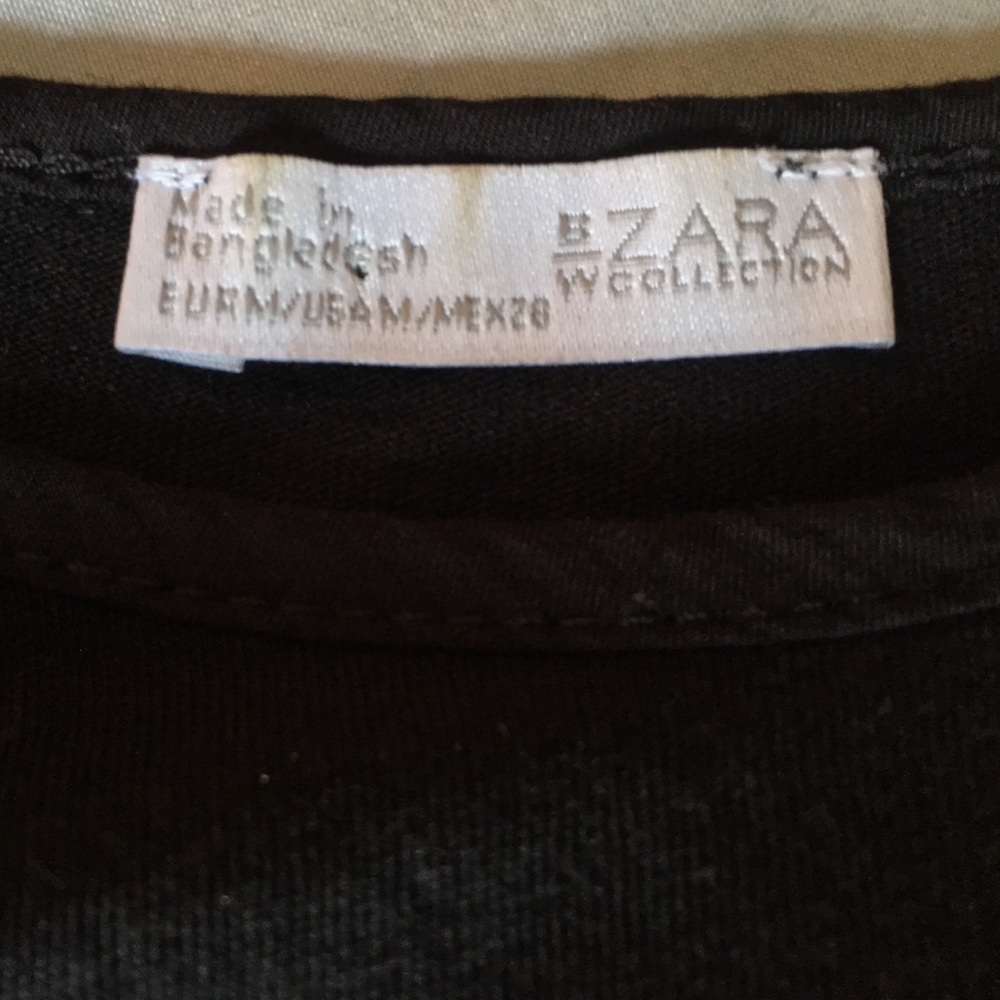 Made in
Bangladesh
EUR M/USA M/MEX 28
B
W
ZARA
W COLLECTION